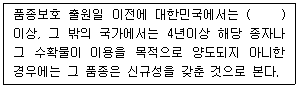 품종보호 출원일 이전에 대한민국에서는 (    )
이상, 그 밖의 국가에서는 4년이상 해당 종자나
그 수확물이 이용을 목적으로 양도되지 아니한
경우에는 그 품종은 신규성을 갖춘 것으로 본다.